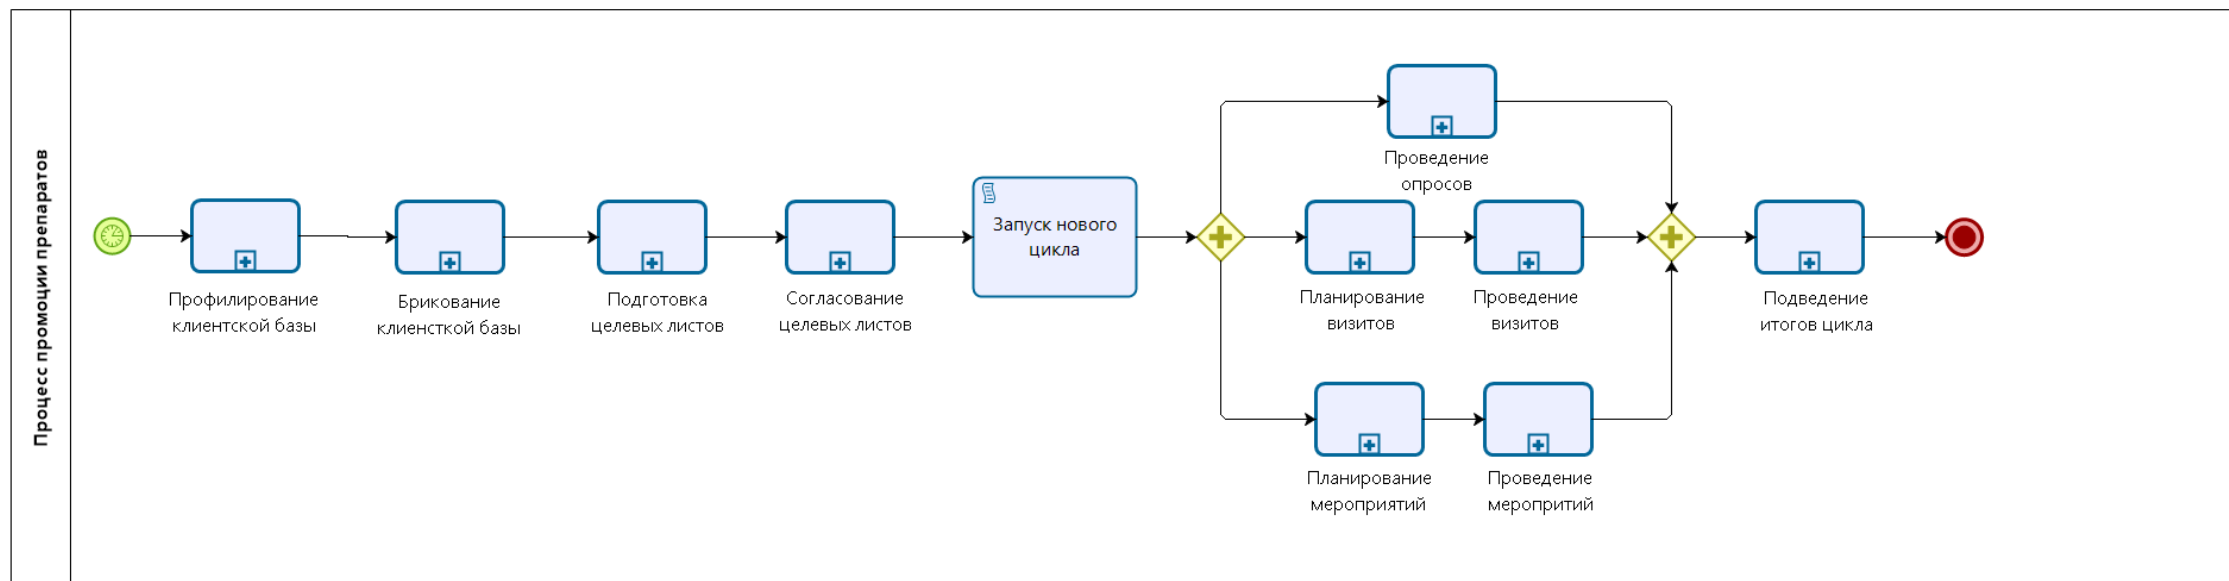 Процесс промоции препаратов
Профилирование
клиентской базы
Брикование
клиенсткой базы
Подготовка
целевых листов
Согласование
целевых листов
Запуск нового
цикла
Проведение
опросов
Планирование
визитов
Проведение
визитов
Планирование
мероприятий
Проведение
меропритий
Подведение
итогов цикла